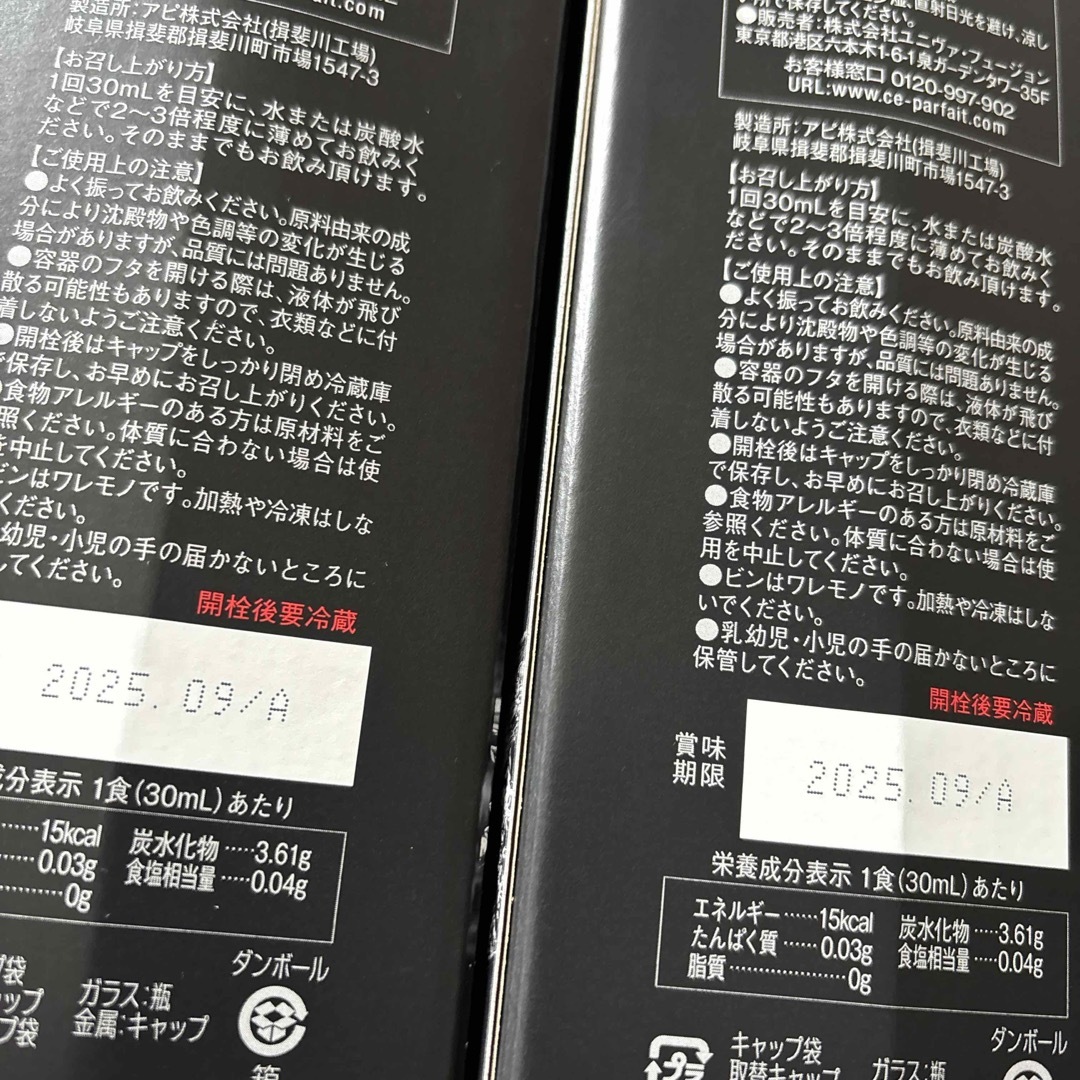 製造所:アピ株式会社(揖斐川工場)
岐阜県揖斐郡揖斐川町市場1547-3
【お召し上がり方】
1回30mLを目安に、水または炭酸水
などで2〜3倍程度に薄めてお飲みく
ださい。そのままでもお飲み頂けます。
【ご使用上の注意】
●よく振ってお飲みください。原料由来の成
分により沈殿物や色調等の変化が生じる
場合がありますが、品質には問題ありません。
●容器のフタを開ける際は、液体が飛び
散る可能性もありますので、衣類などに付
着しないようご注意ください。
●開栓後はキャップをしっかり閉め冷蔵庫
で保存し、お早めにお召し上がりください。
食物アレルギーのある方は原材料をご
照ください。体質に合わない場合は使
を中止してください。
ビンはワレモノです。加熱や冷凍はしな
ください。
幼児・小児の手の届かないところに
してください。
開栓後要冷蔵
2025.09/A
成分表示 1食(30mL)あたり
15kcal 炭水化物……3.61g
0.03g 食塩相当量……0.04g
0g
プ袋
ャップ
プ袋
ガラス:瓶
金属:キャップ
ダンボール
箱
湿、直射日光を避け、涼し
所で保存してください。
●販売者:株式会社ユニヴァ・フュージョン
東京都港区六本木1-6-1泉ガーデンタワー35F
お客様窓口 0120-997-902
URL:www.ce-parfait.com
製造所:アピ株式会社(揖斐川工場)
岐阜県揖斐郡揖斐川町市場1547-3
【お召し上がり方】
1回30mLを目安に、水または炭酸水
などで2〜3倍程度に薄めてお飲みく
ださい。そのままでもお飲み頂けます。
【ご使用上の注意】
●よく振ってお飲みください。原料由来の成
分により沈殿物や色調等の変化が生じる
場合がありますが、品質には問題ありません。
●容器のフタを開ける際は、液体が飛び
散る可能性もありますので、衣類などに付
着しないようご注意ください。
●開栓後はキャップをしっかり閉め冷蔵庫
で保存し、お早めにお召し上がりください。
●食物アレルギーのある方は原材料をご
参照ください。体質に合わない場合は使
用を中止してください。
●ビンはワレモノです。加熱や冷凍はしな
いでください。
●乳幼児・小児の手の届かないところに
保管してください。
開栓後要冷蔵
賞味
期限
2025.09/A
栄養成分表示 1食(30mL)あたり
エネルギー……15kcal 炭水化物……3.61g
たんぱく質……0.03g 食塩相当量……0.04g
脂質…………0g
プラ
キャップ袋
取替キャップ
ガラス:瓶
ダンボール